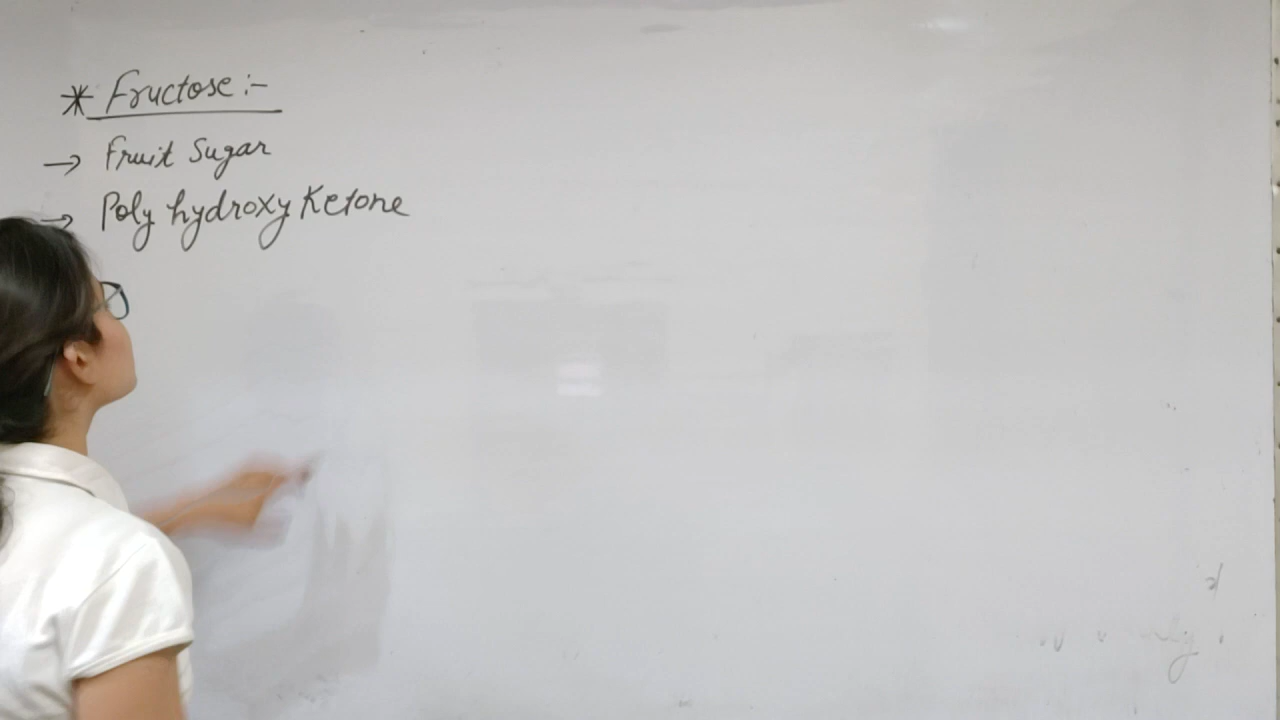 * Fructose :-
→ Fruit Sugar
→ Poly hydroxy Ketone